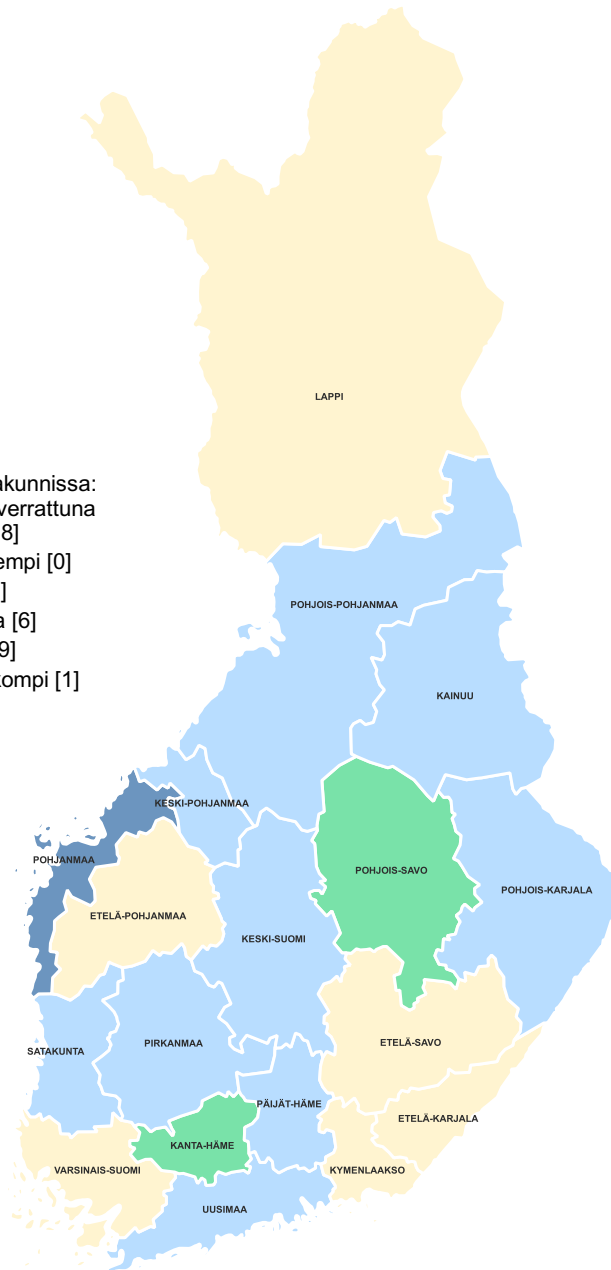 LAPPI
akunnissa:
verrattuna
8]
empi [0]
]
a [6]
9]
kompi [1]
POHJOIS-POHJANMAA
KAINUU
KESKI-POHJANMAA
POHJANMAA
POHJOIS-SAVO
POHJOIS-KARJALA
ETELÄ-POHJANMAA
KESKI-SUOMI
SATAKUNTA
PIRKANMAA
ETELÄ-SAVO
PÄIJÄT-HÄME
ETELÄ-KARJALA
KANTA-HÄME
VARSINAIS-SUOMI
KYMENLAAKSO
UUSIMAA